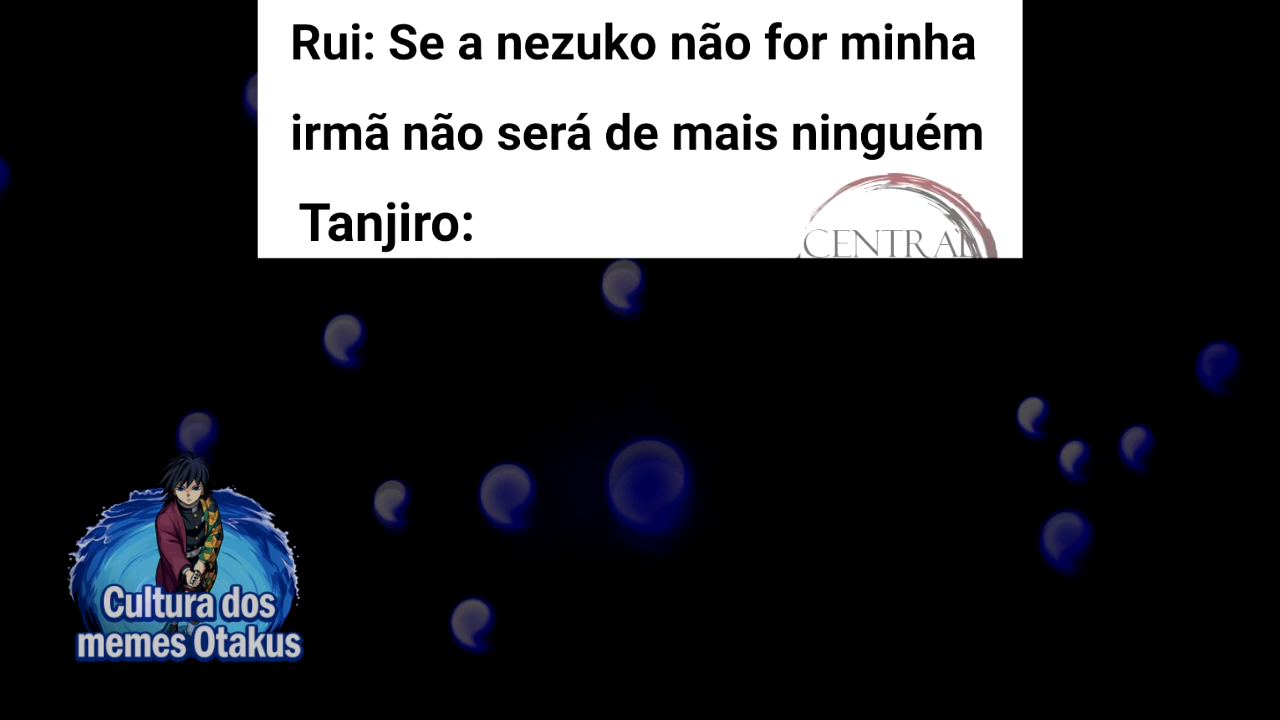 Rui: Se a nezuko não for minha
irmã não será de mais ninguém
Tanjiro:
CENTRAL
Cultura dos
memes Otakus